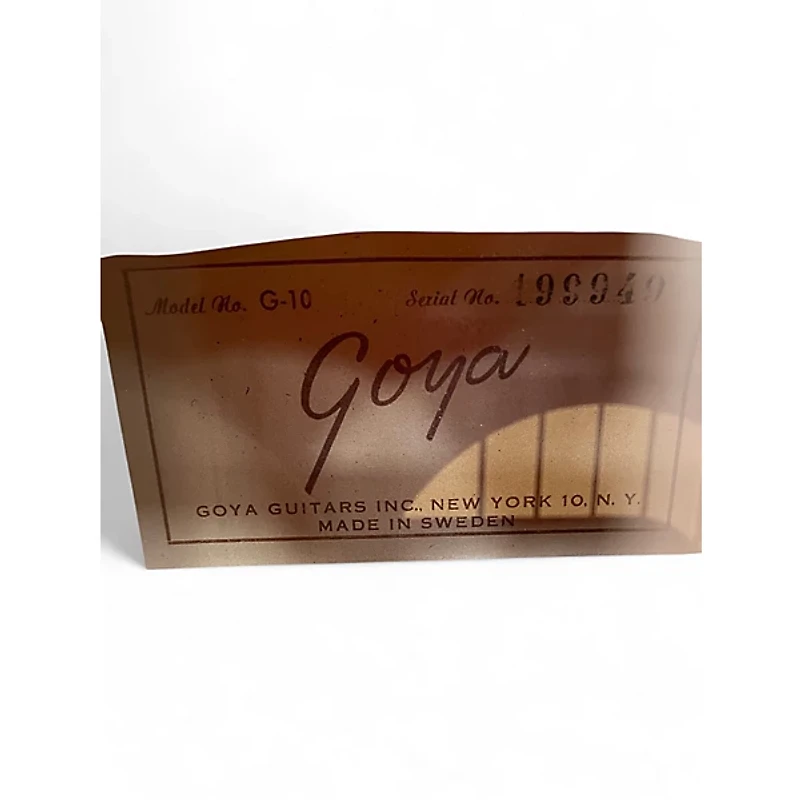 Model No. G-10 Serial No. 199949
Goya
GOYA GUITARS INC., NEW YORK 10, N. Y.
MADE IN SWEDEN